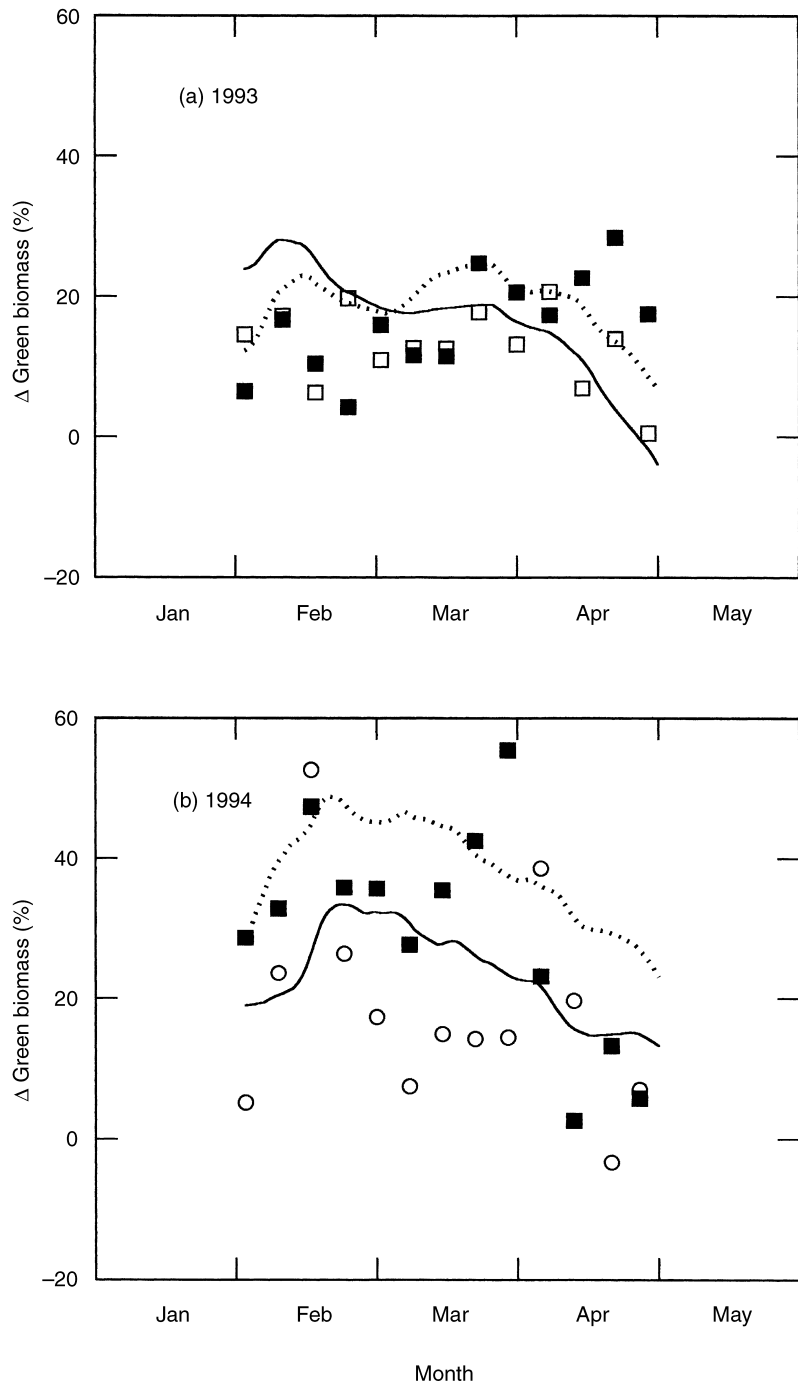 60
(a) 1993
40
Δ Green biomass (%)
20
0
–20
Jan Feb Mar Apr May
60
(b) 1994
40
Δ Green biomass (%)
20
0
–20
Jan Feb Mar Apr May
Month